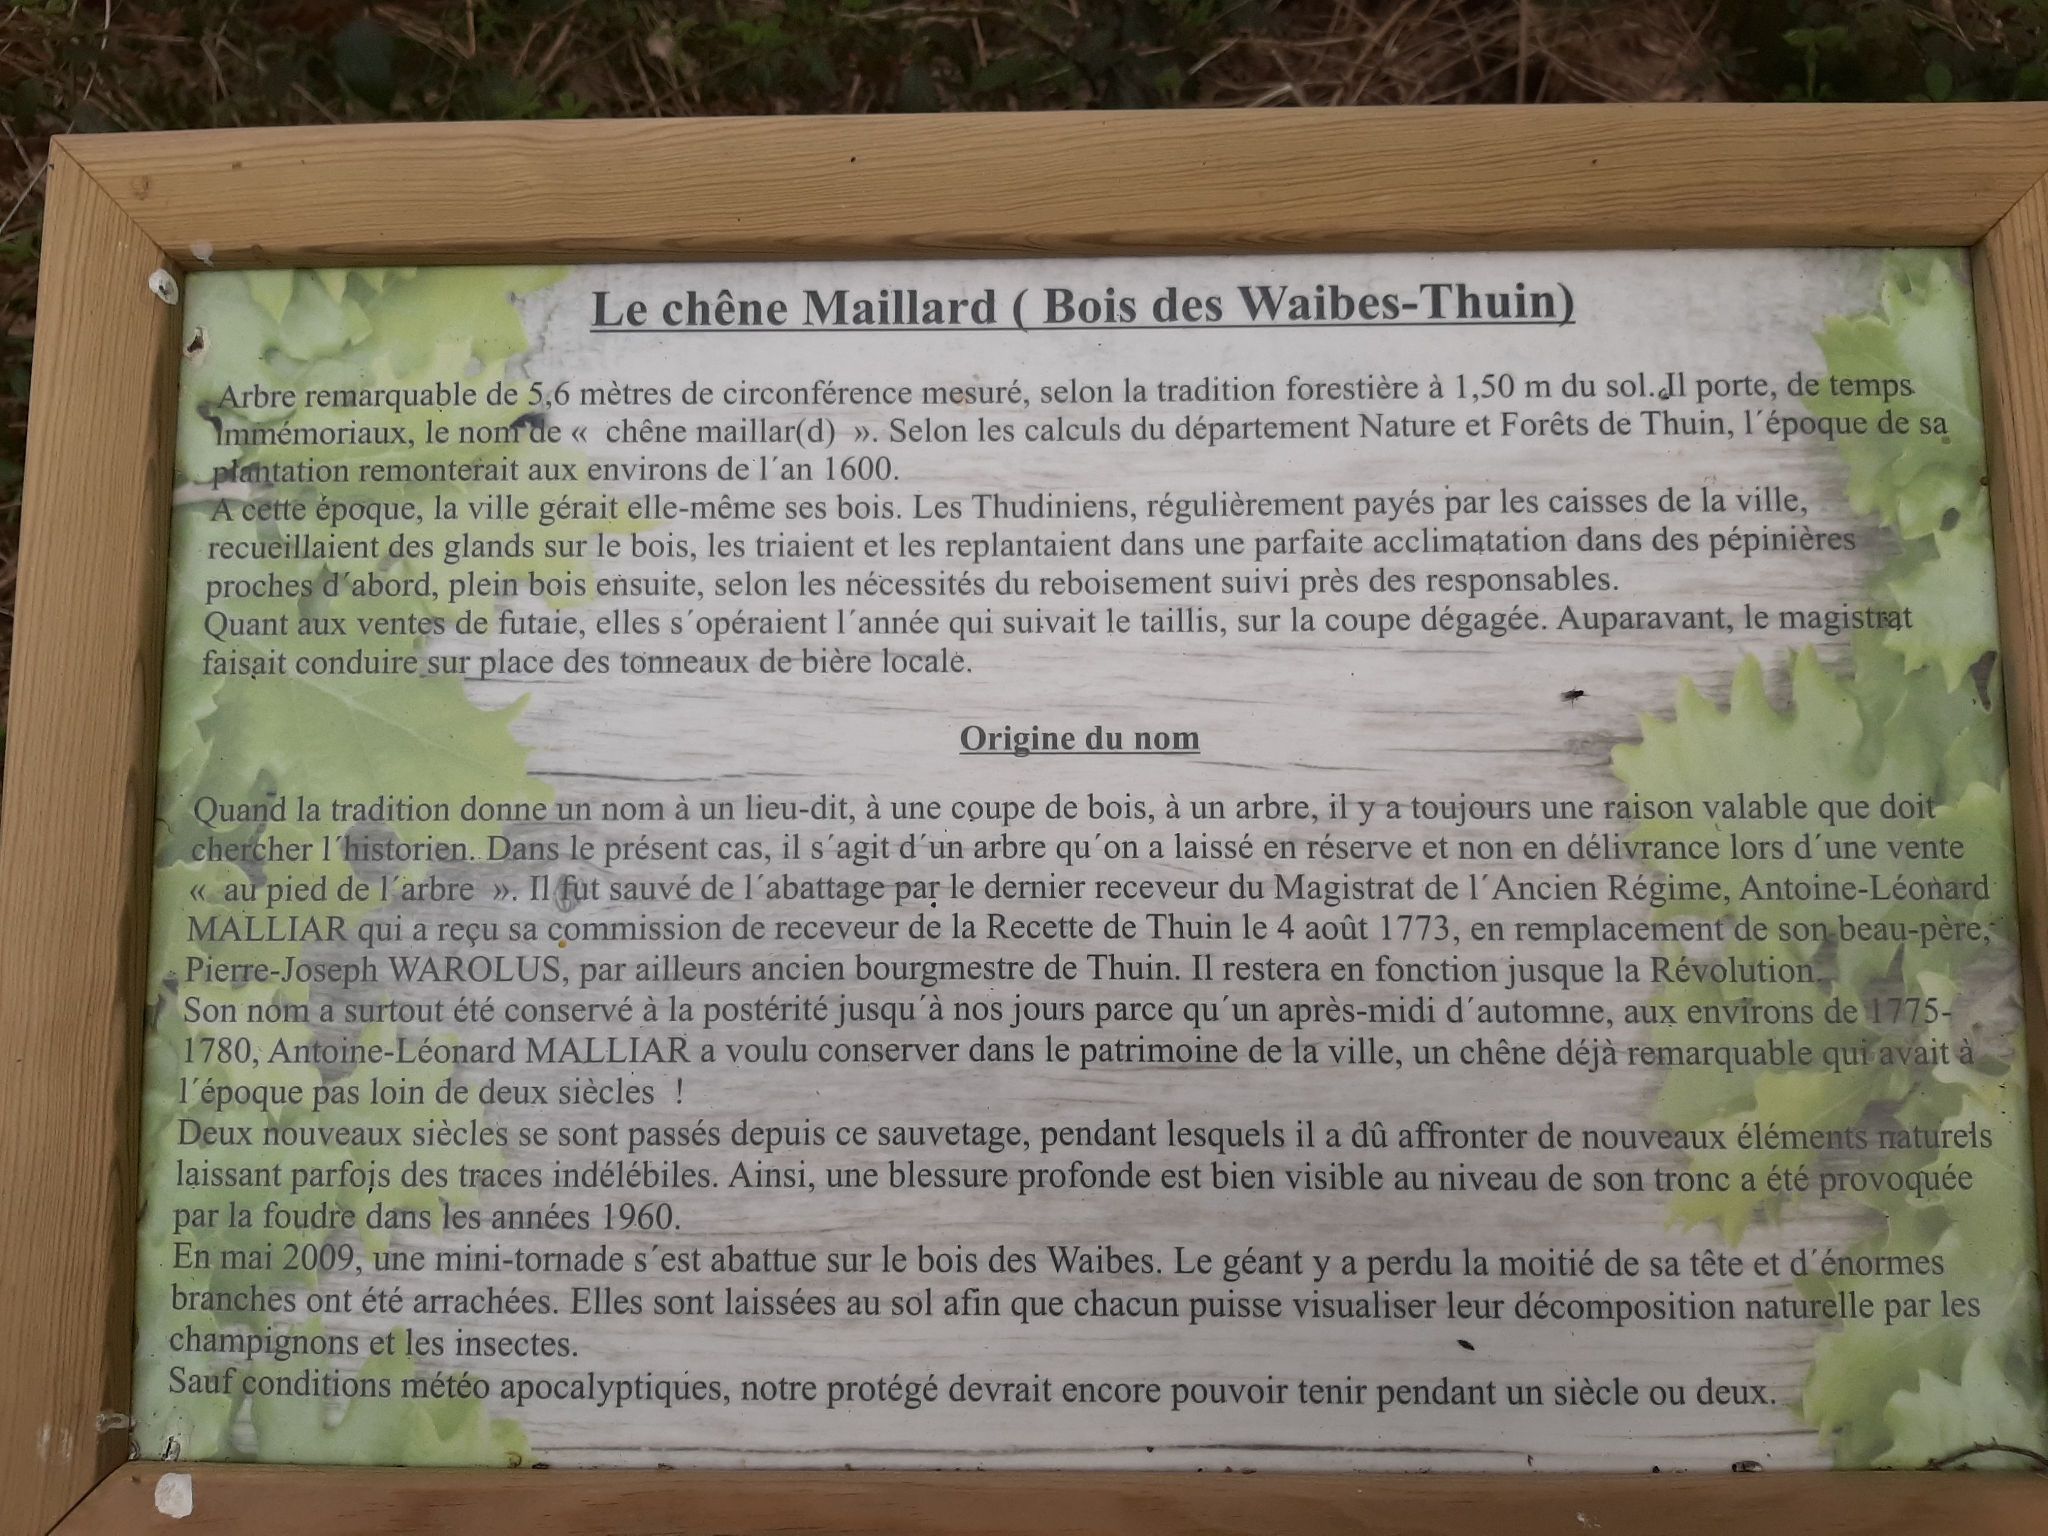 Le chêne Maillard ( Bois des Waibes-Thuin)
Arbre remarquable de 5,6 mètres de circonférence mesuré, selon la tradition forestière à 1,50 m du sol. Il porte, de temps
immémoriaux, le nom de « chêne maillar(d) ». Selon les calculs du département Nature et Forêts de Thuin, l´époque de sa
plantation remonterait aux environs de l´an 1600.
A cette époque, la ville gérait elle-même ses bois. Les Thudiniens, régulièrement payés par les caisses de la ville,
recueillaient des glands sur le bois, les triaient et les replantaient dans une parfaite acclimatation dans des pépinières
proches d´abord, plein bois ensuite, selon les nécessités du reboisement suivi près des responsables.
Quant aux ventes de futaie, elles s´opéraient l´année qui suivait le taillis, sur la coupe dégagée. Auparavant, le magistrat
faisait conduire sur place des tonneaux de bière locale.
Origine du nom
Quand la tradition donne un nom à un lieu-dit, à une coupe de bois, à un arbre, il y a toujours une raison valable que doit
chercher l´historien. Dans le présent cas, il s´agit d´un arbre qu´on a laissé en réserve et non en délivrance lors d´une vente
« au pied de l´arbre ». Il fut sauvé de l´abattage par le dernier receveur du Magistrat de l´Ancien Régime, Antoine-Léonard
MALLIAR qui a reçu sa commission de receveur de la Recette de Thuin le 4 août 1773, en remplacement de son beau-père,
Pierre-Joseph WAROLUS, par ailleurs ancien bourgmestre de Thuin. Il restera en fonction jusque la Révolution.
Son nom a surtout été conservé à la postérité jusqu´à nos jours parce qu´un après-midi d´automne, aux environs de 1775-
1780, Antoine-Léonard MALLIAR a voulu conserver dans le patrimoine de la ville, un chêne déjà remarquable qui avait à
l´époque pas loin de deux siècles !
Deux nouveaux siècles se sont passés depuis ce sauvetage, pendant lesquels il a dû affronter de nouveaux éléments naturels
laissant parfois des traces indélébiles. Ainsi, une blessure profonde est bien visible au niveau de son tronc a été provoquée
par la foudre dans les années 1960.
En mai 2009, une mini-tornade s´est abattue sur le bois des Waibes. Le géant y a perdu la moitié de sa tête et d´énormes
branches ont été arrachées. Elles sont laissées au sol afin que chacun puisse visualiser leur décomposition naturelle par les
champignons et les insectes.
Sauf conditions météo apocalyptiques, notre protégé devrait encore pouvoir tenir pendant un siècle ou deux.